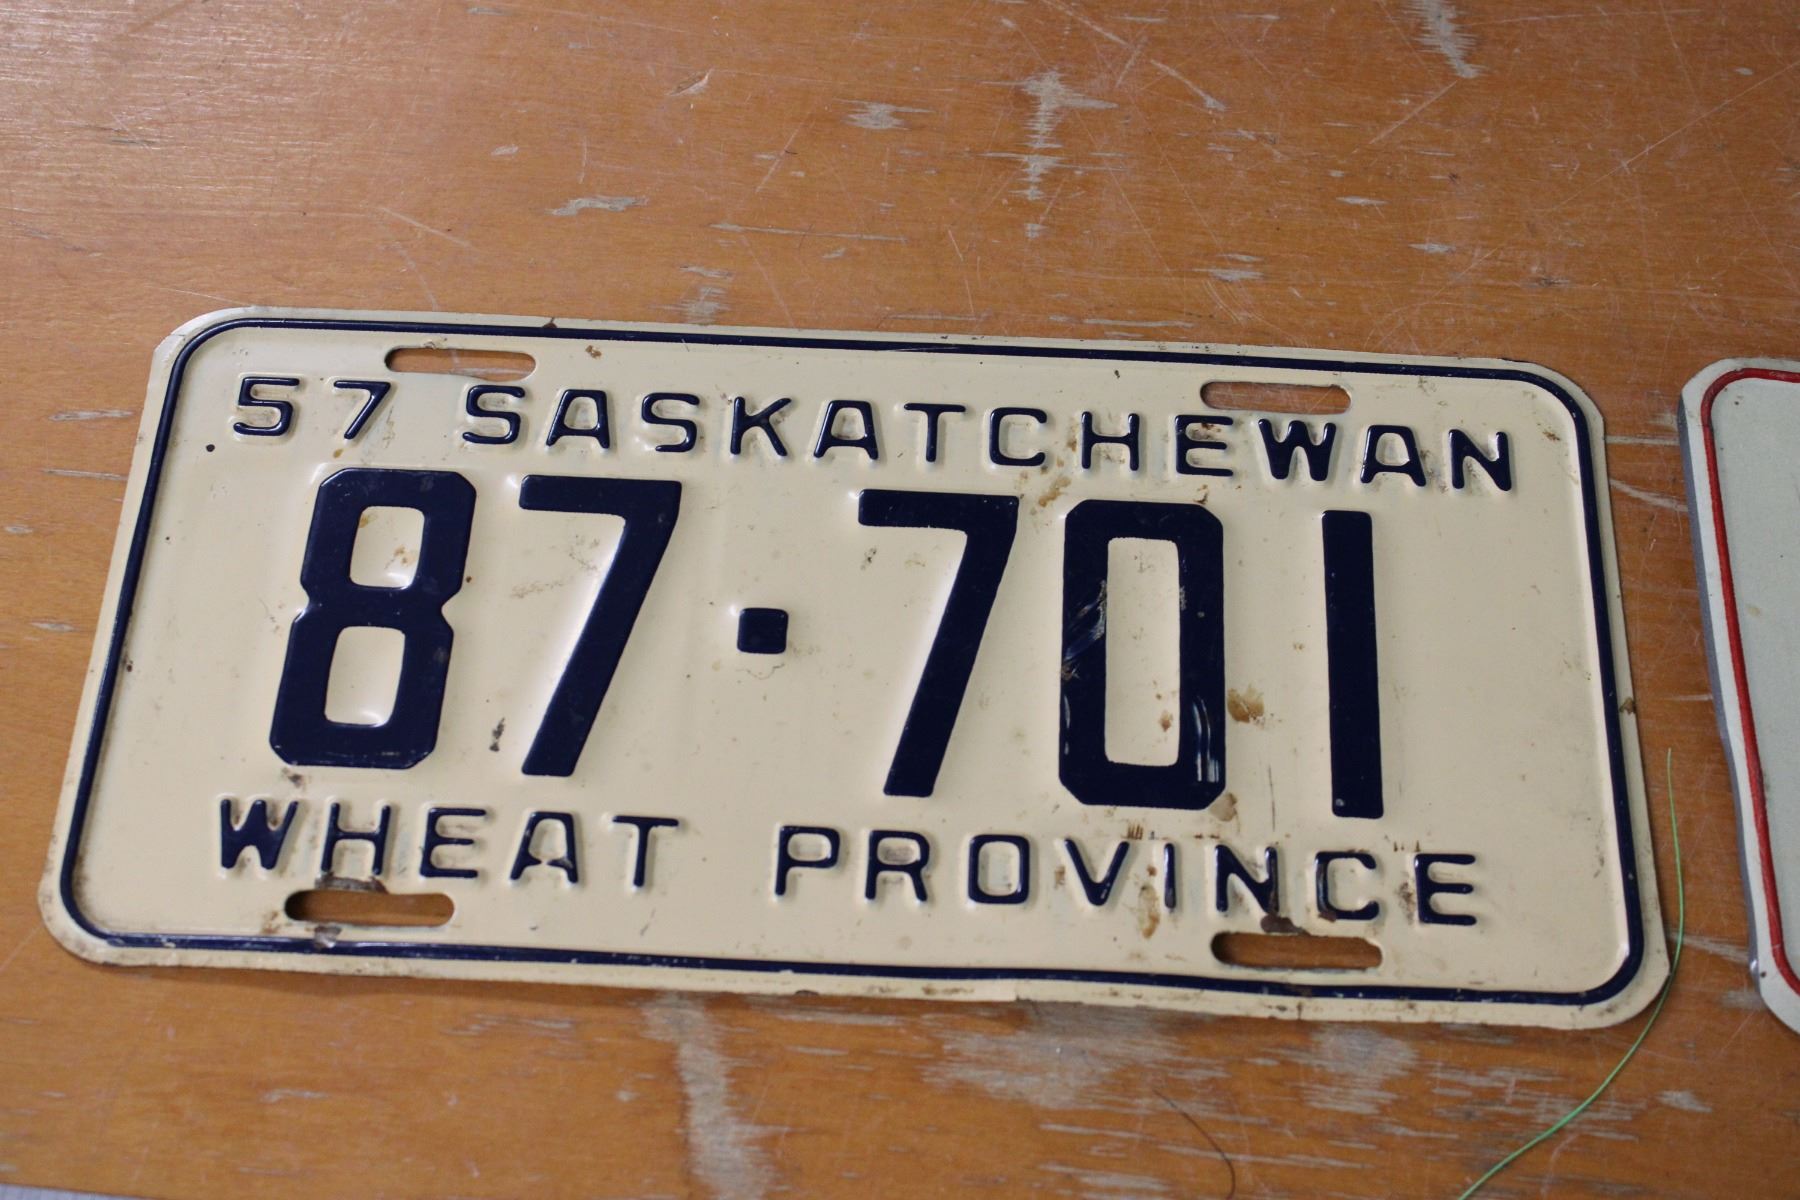 57 SASKATCHEWAN
87·701
WHEAT PROVINCE